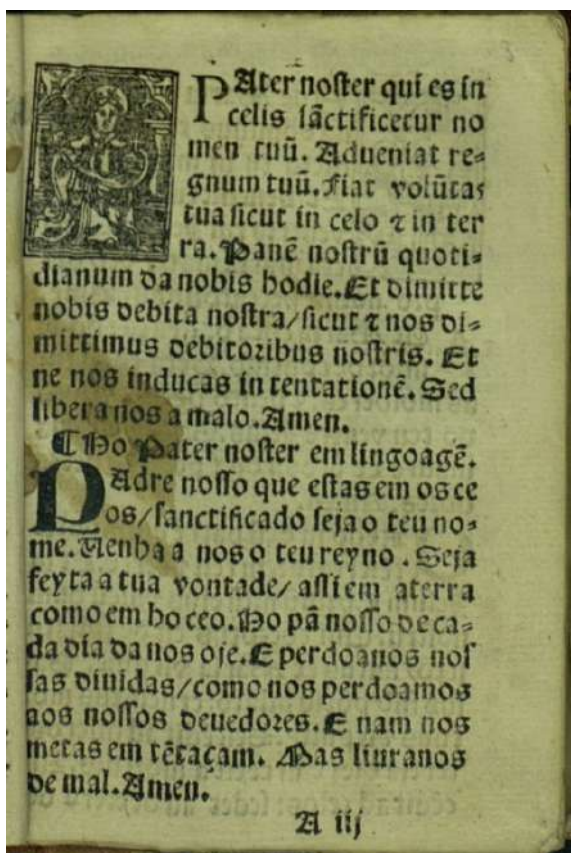 PAter noster qui es in
celis sãctificetur no
men tuũ. Adueniat re⸗
gnum tuũ. Fiat volũtas
tua sicut in celo ⁊ in ter
ra. Panẽ nostrũ quoti⸗
dianum da nobis hodie. Et dimitte
nobis debita nostra/sicut ⁊ nos di⸗
mittimus debitoribus nostris. Et
ne nos inducas in tentationẽ. Sed
libera nos a malo. Amen.
¶Ho Pater noster em lingoagẽ.
PAdre nosso que estas em os ce
os/sanctificado seja o teu no⸗
me. Venha a nos o teu reyno. Seja
feyta a tua vontade/ assi em a terra
como em ho ceo. Ho pã nosso de ca⸗
da dia da nos oje. E perdoanos nos
sas diuidas/como nos perdoamos
aos nossos deuedores. E nam nos
metas em tẽtaçam. Mas liuranos
de mal. Amen.
A iij